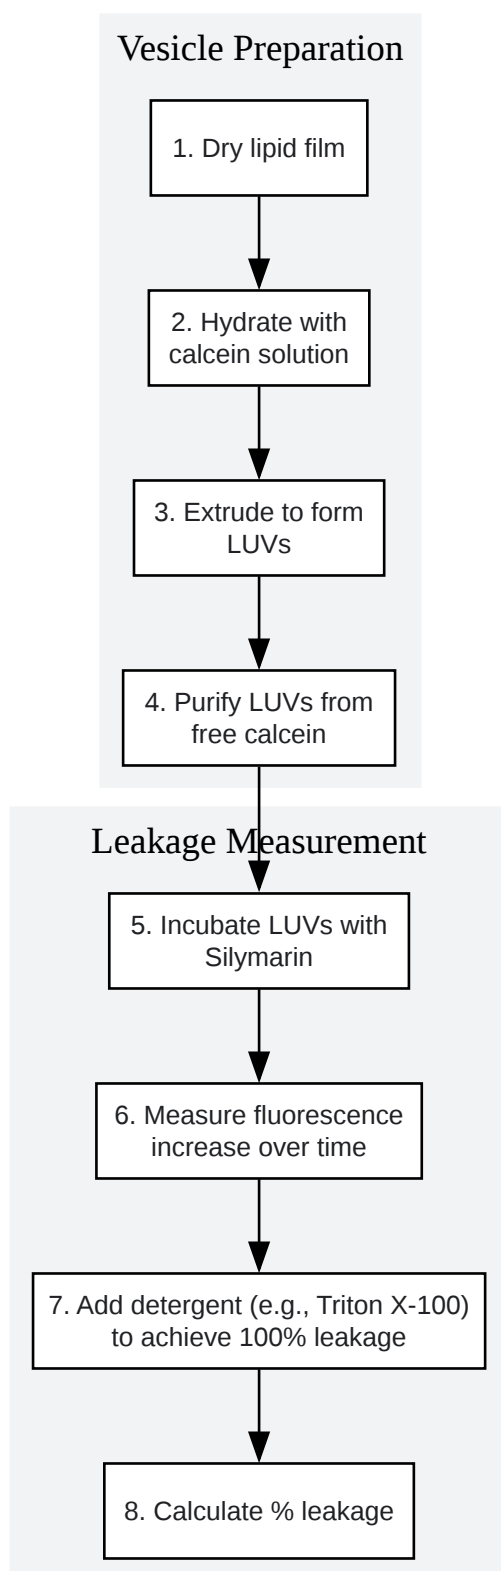 Vesicle Preparation
1. Dry lipid film
2. Hydrate with
calcein solution
3. Extrude to form
LUVs
4. Purify LUVs from
free calcein
Leakage Measurement
5. Incubate LUVs with
Silymarin
6. Measure fluorescence
increase over time
7. Add detergent (e.g., Triton X-100)
to achieve 100% leakage
8. Calculate % leakage